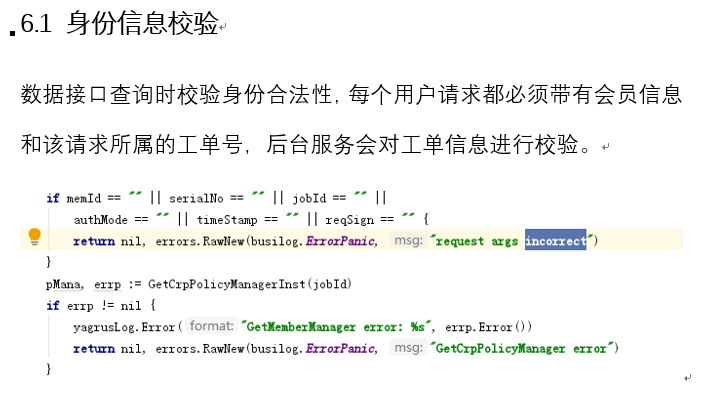 6.1 身份信息校验
数据接口查询时校验身份合法性, 每个用户请求都必须带有会员信息
和该请求所属的工单号, 后台服务会对工单信息进行校验。
if memId == "" || serialNo == "" || jobId == "" ||
authMode == "" || timeStamp == "" || reqSign == "" {
return nil, errors.RawNew(busilog.ErrorPanic, msg: "request args incorrect")
}
pMana, errp := GetCrpPolicyManagerInst(jobId)
if errp != nil {
yagrusLog.Error( format: "GetMemberManager error: %s", errp.Error())
return nil, errors.RawNew(busilog.ErrorPanic, msg: "GetCrpPolicyManager error")
}